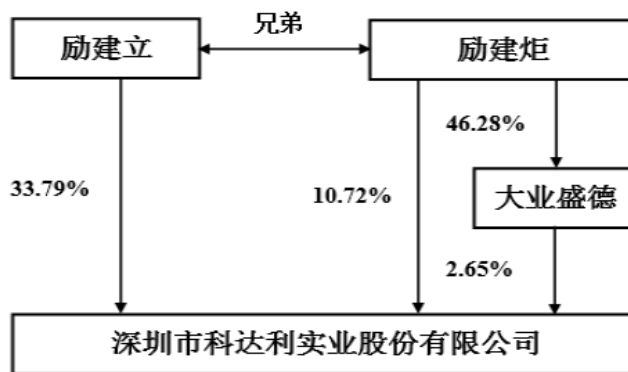 兄弟
励建立
励建炬
46.28%
33.79%
10.72%
大业盛德
2.65%
深圳市科达利实业股份有限公司